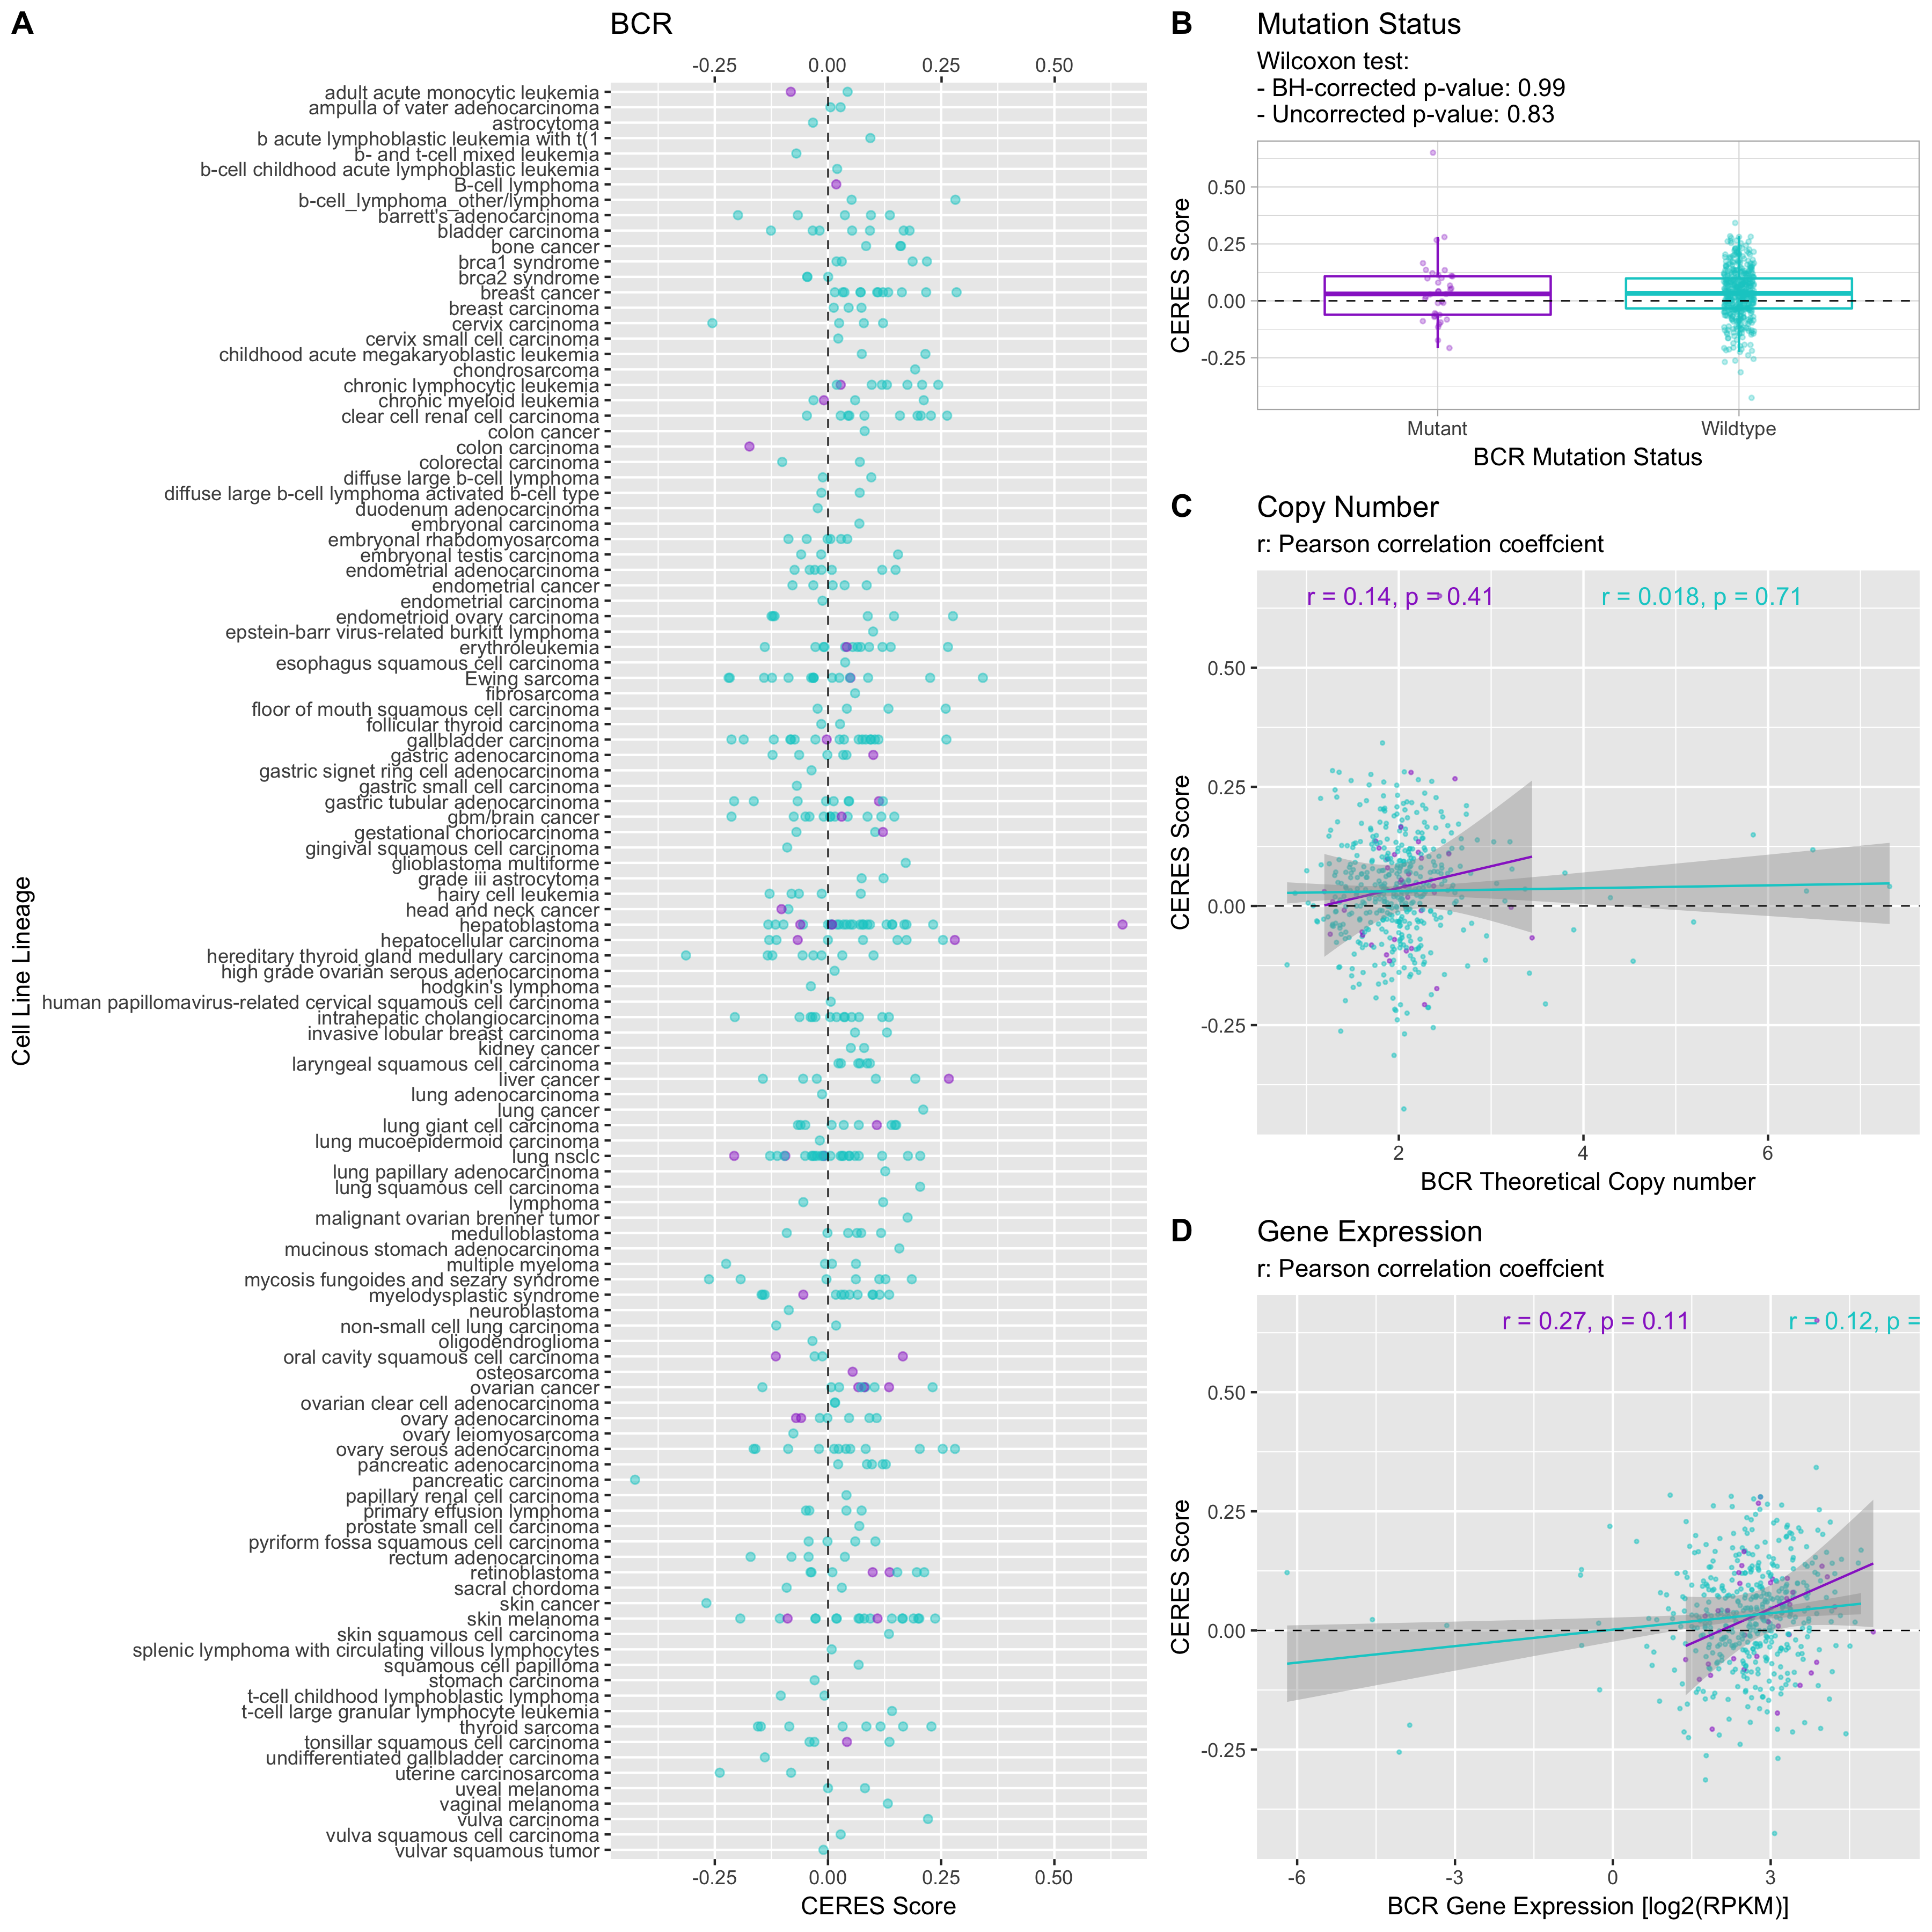 A
BCR
-0.25 0.00 0.25 0.50
adult acute monocytic leukemia
ampulla of vater adenocarcinoma
astrocytoma
b acute lymphoblastic leukemia with t(1
b- and t-cell mixed leukemia
b-cell childhood acute lymphoblastic leukemia
B-cell lymphoma
b-cell_lymphoma_other/lymphoma
barrett's adenocarcinoma
bladder carcinoma
bone cancer
brca1 syndrome
brca2 syndrome
breast cancer
breast carcinoma
cervix carcinoma
cervix small cell carcinoma
childhood acute megakaryoblastic leukemia
chondrosarcoma
chronic lymphocytic leukemia
chronic myeloid leukemia
clear cell renal cell carcinoma
colon cancer
colon carcinoma
colorectal carcinoma
diffuse large b-cell lymphoma
diffuse large b-cell lymphoma activated b-cell type
duodenum adenocarcinoma
embryonal carcinoma
embryonal rhabdomyosarcoma
embryonal testis carcinoma
endometrial adenocarcinoma
endometrial cancer
endometrial carcinoma
endometrioid ovary carcinoma
epstein-barr virus-related burkitt lymphoma
erythroleukemia
esophagus squamous cell carcinoma
Ewing sarcoma
fibrosarcoma
floor of mouth squamous cell carcinoma
follicular thyroid carcinoma
gallbladder carcinoma
gastric adenocarcinoma
gastric signet ring cell adenocarcinoma
gastric small cell carcinoma
gastric tubular adenocarcinoma
gbm/brain cancer
gestational choriocarcinoma
gingival squamous cell carcinoma
glioblastoma multiforme
grade iii astrocytoma
hairy cell leukemia
head and neck cancer
hepatoblastoma
hepatocellular carcinoma
hereditary thyroid gland medullary carcinoma
high grade ovarian serous adenocarcinoma
hodgkin's lymphoma
human papillomavirus-related cervical squamous cell carcinoma
intrahepatic cholangiocarcinoma
invasive lobular breast carcinoma
kidney cancer
laryngeal squamous cell carcinoma
liver cancer
lung adenocarcinoma
lung cancer
lung giant cell carcinoma
lung mucoepidermoid carcinoma
lung nsclc
lung papillary adenocarcinoma
lung squamous cell carcinoma
lymphoma
malignant ovarian brenner tumor
medulloblastoma
mucinous stomach adenocarcinoma
multiple myeloma
mycosis fungoides and sezary syndrome
myelodysplastic syndrome
neuroblastoma
non-small cell lung carcinoma
oligodendroglioma
oral cavity squamous cell carcinoma
osteosarcoma
ovarian cancer
ovarian clear cell adenocarcinoma
ovary adenocarcinoma
ovary leiomyosarcoma
ovary serous adenocarcinoma
pancreatic adenocarcinoma
pancreatic carcinoma
papillary renal cell carcinoma
primary effusion lymphoma
prostate small cell carcinoma
pyriform fossa squamous cell carcinoma
rectum adenocarcinoma
retinoblastoma
sacral chordoma
skin cancer
skin melanoma
skin squamous cell carcinoma
splenic lymphoma with circulating villous lymphocytes
squamous cell papilloma
stomach carcinoma
t-cell childhood lymphoblastic lymphoma
t-cell large granular lymphocyte leukemia
thyroid sarcoma
tonsillar squamous cell carcinoma
undifferentiated gallbladder carcinoma
uterine carcinosarcoma
uveal melanoma
vaginal melanoma
vulva carcinoma
vulva squamous cell carcinoma
vulvar squamous tumor
-0.25 0.00 0.25 0.50
CERES Score
Cell Line Lineage
B
Mutation Status
Wilcoxon test:
- BH-corrected p-value: 0.99
- Uncorrected p-value: 0.83
CERES Score
0.50
0.25
0.00
-0.25
Mutant Wildtype
BCR Mutation Status
C
Copy Number
r: Pearson correlation coeffcient
r = 0.14, p = 0.41 r = 0.018, p = 0.71
CERES Score
0.50
0.25
0.00
-0.25
2 4 6
BCR Theoretical Copy number
D
Gene Expression
r: Pearson correlation coeffcient
r = 0.27, p = 0.11 r = 0.12, p =
CERES Score
0.50
0.25
0.00
-0.25
-6 -3 0 3
BCR Gene Expression [log2(RPKM)]